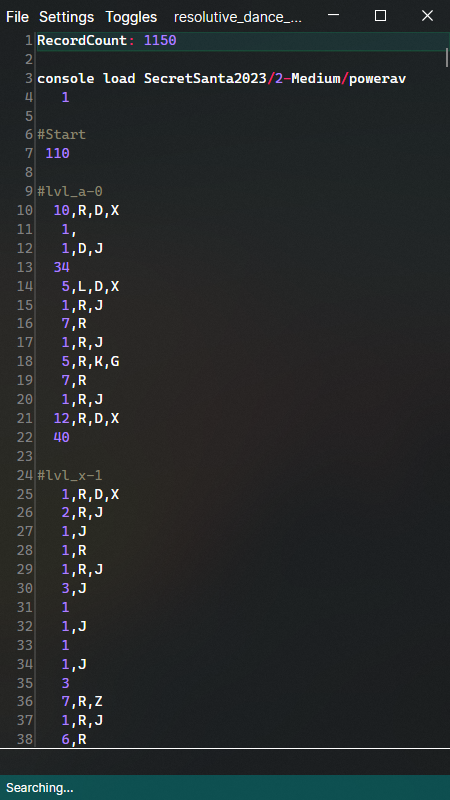 File Settings Toggles resolutive_dance_...
1 RecordCount: 1150
2
3 console load SecretSanta2023/2-Medium/powerav
4 1
5
6 #Start
7 110
8
9 #lvl_a-0
10 10,R,D,X
11 1,
12 1,D,J
13 34
14 5,L,D,X
15 1,R,J
16 7,R
17 1,R,J
18 5,R,K,G
19 7,R
20 1,R,J
21 12,R,D,X
22 40
23
24 #lvl_x-1
25 1,R,D,X
26 2,R,J
27 1,J
28 1,R
29 1,R,J
30 3,J
31 1
32 1,J
33 1
34 1,J
35 3
36 7,R,Z
37 1,R,J
38 6,R
Searching...